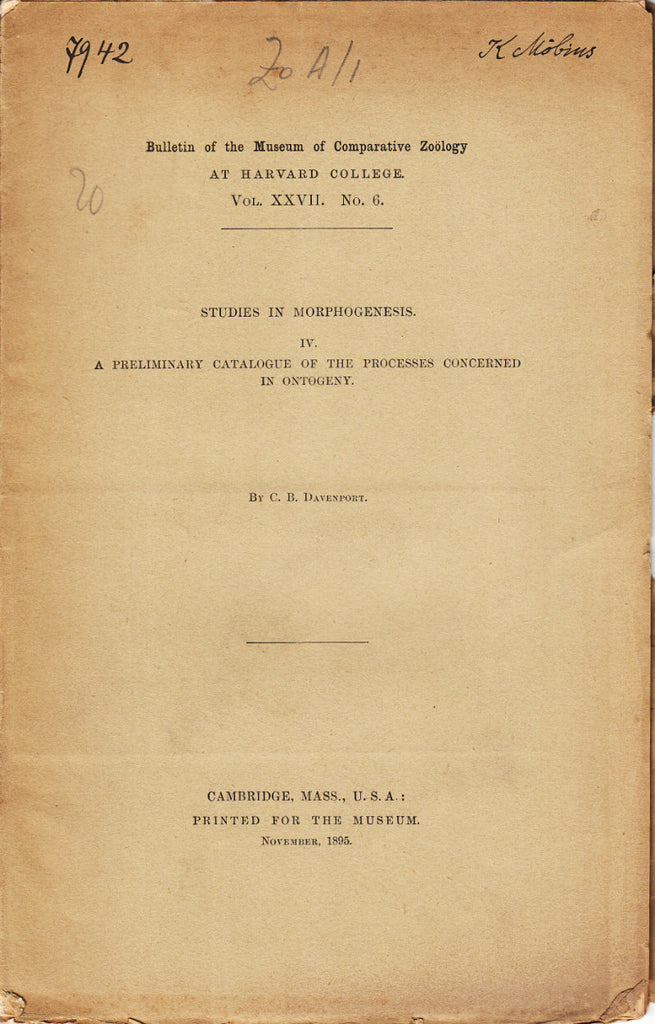 7942
Zo A/1
K Möbius
Bulletin of the Museum of Comparative Zoölogy
AT HARVARD COLLEGE.
VOL. XXVII. No. 6.
20
STUDIES IN MORPHOGENESIS.
IV.
A PRELIMINARY CATALOGUE OF THE PROCESSES CONCERNED
IN ONTOGENY.
BY C. B. DAVENPORT.
CAMBRIDGE, MASS., U. S. A.:
PRINTED FOR THE MUSEUM.
NOVEMBER, 1895.